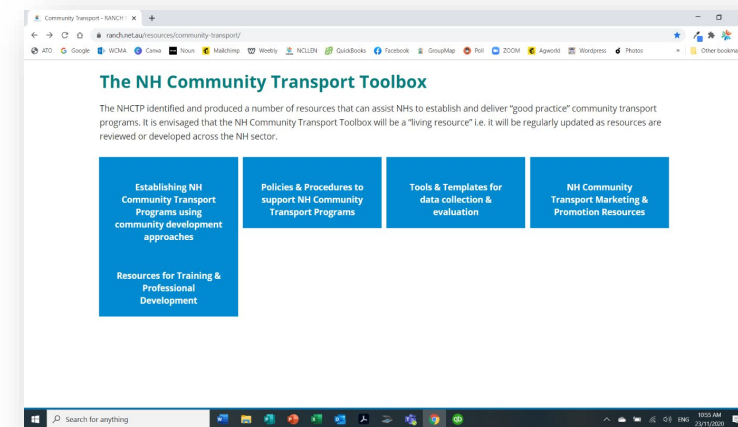 Community Transport - RANCH
ranch.net.au/resources/community-transport/
ATO Google WCMA Canva Noun Mailchimp Weebly NCLLEN QuickBooks Facebook GroupMap Poll ZOOM Agworld Wordpress Photos Other bookma
The NH Community Transport Toolbox
The NHCTP identified and produced a number of resources that can assist NHs to establish and deliver "good practice" community transport
programs. It is envisaged that the NH Community Transport Toolbox will be a "living resource" i.e. it will be regularly updated as resources are
reviewed or developed across the NH sector.
Establishing NH
Community Transport
Programs using
community development
approaches
Policies & Procedures to
support NH Community
Transport Programs
Tools & Templates for
data collection &
evaluation
NH Community
Transport Marketing &
Promotion Resources
Resources for Training &
Professional
Development
Search for anything
ENG
10:55 AM
23/11/2020